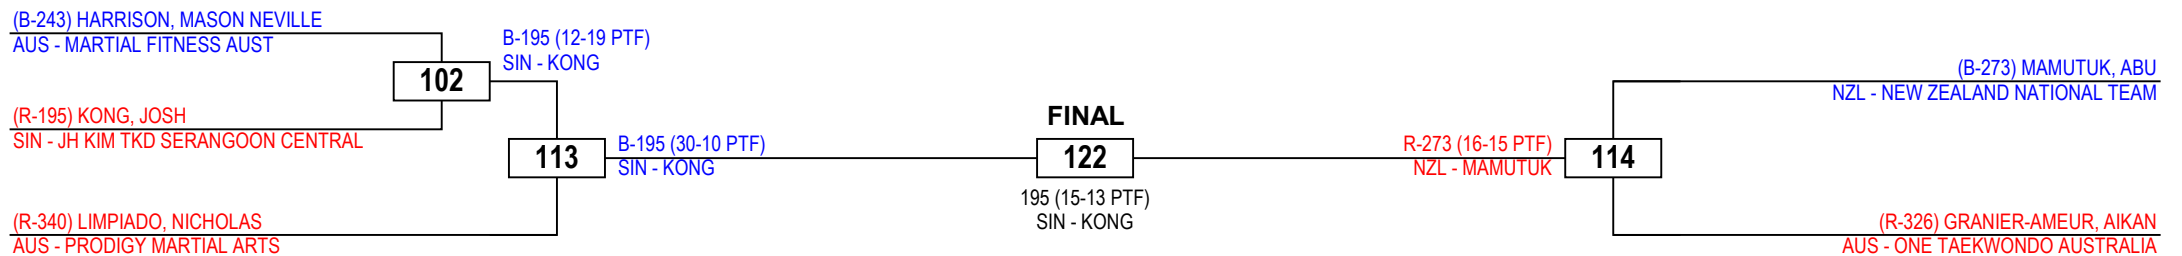 (B-243) HARRISON, MASON NEVILLE
AUS - MARTIAL FITNESS AUST
B-195 (12-19 PTF)
SIN - KONG
102
(R-195) KONG, JOSH
SIN - JH KIM TKD SERANGOON CENTRAL
113
B-195 (30-10 PTF)
SIN - KONG
(R-340) LIMPIADO, NICHOLAS
AUS - PRODIGY MARTIAL ARTS
FINAL
122
195 (15-13 PTF)
SIN - KONG
(B-273) MAMUTUK, ABU
NZL - NEW ZEALAND NATIONAL TEAM
R-273 (16-15 PTF)
NZL - MAMUTUK
114
(R-326) GRANIER-AMEUR, AIKAN
AUS - ONE TAEKWONDO AUSTRALIA